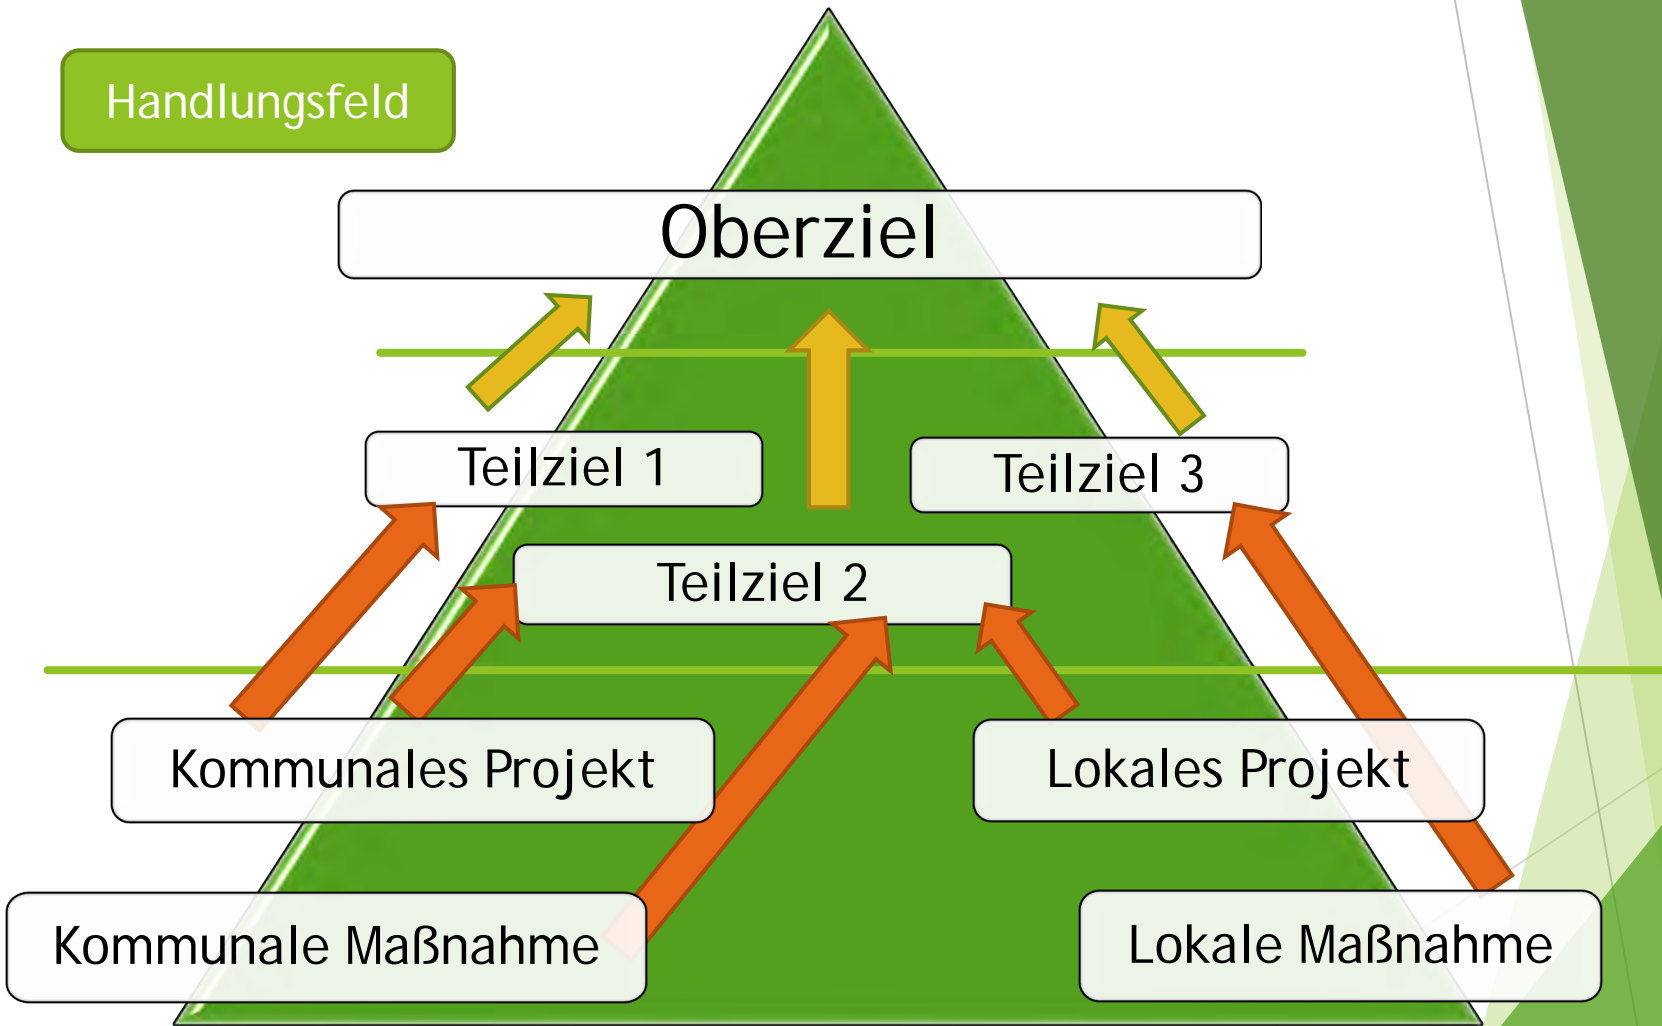 Handlungsfeld
Oberziel
Teilziel 1
Teilziel 3
Teilziel 2
Kommunales Projekt
Lokales Projekt
Kommunale Maßnahme
Lokale Maßnahme